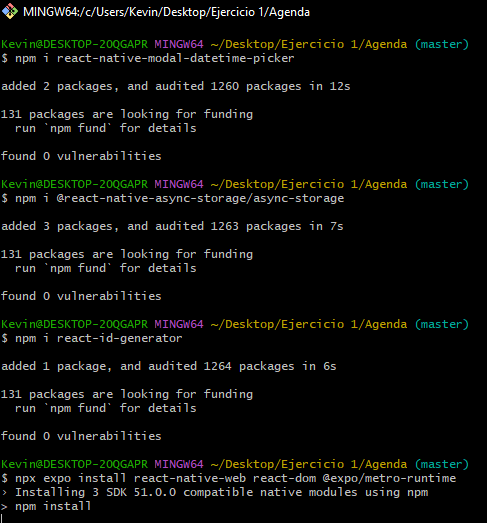 MINGW64:/c/Users/Kevin/Desktop/Ejercicio 1/Agenda
Kevin@DESKTOP-2OQGAPR MINGW64 ~/Desktop/Ejercicio 1/Agenda (master)
$ npm i react-native-modal-datetime-picker
added 2 packages, and audited 1260 packages in 12s
131 packages are looking for funding
run `npm fund` for details
found 0 vulnerabilities
Kevin@DESKTOP-2OQGAPR MINGW64 ~/Desktop/Ejercicio 1/Agenda (master)
$ npm i @react-native-async-storage/async-storage
added 3 packages, and audited 1263 packages in 7s
131 packages are looking for funding
run `npm fund` for details
found 0 vulnerabilities
Kevin@DESKTOP-2OQGAPR MINGW64 ~/Desktop/Ejercicio 1/Agenda (master)
$ npm i react-id-generator
added 1 package, and audited 1264 packages in 6s
131 packages are looking for funding
run `npm fund` for details
found 0 vulnerabilities
Kevin@DESKTOP-2OQGAPR MINGW64 ~/Desktop/Ejercicio 1/Agenda (master)
$ npx expo install react-native-web react-dom @expo/metro-runtime
› Installing 3 SDK 51.0.0 compatible native modules using npm
> npm install